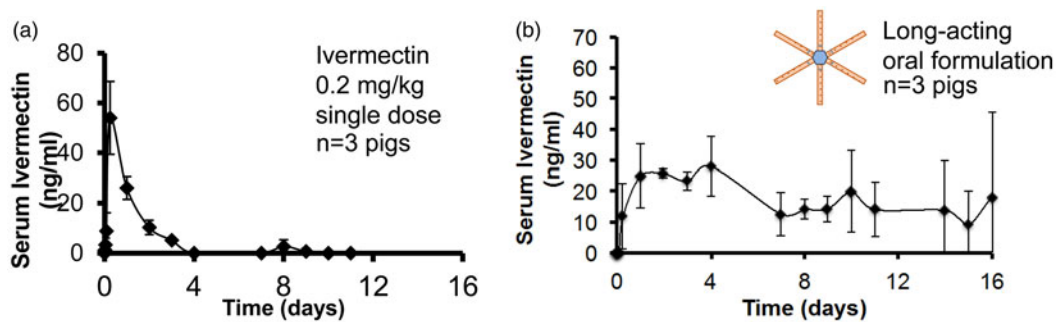 (a)
80
60
40
20
0
Serum Ivermectin
(ng/ml)
Ivermectin
0.2 mg/kg
single dose
n=3 pigs
0 4 8 12 16
Time (days)
(b)
70
60
50
40
30
20
10
0
Serum Ivermectin
(ng/ml)
Long-acting
oral formulation
n=3 pigs
0 4 8 12 16
Time (days)